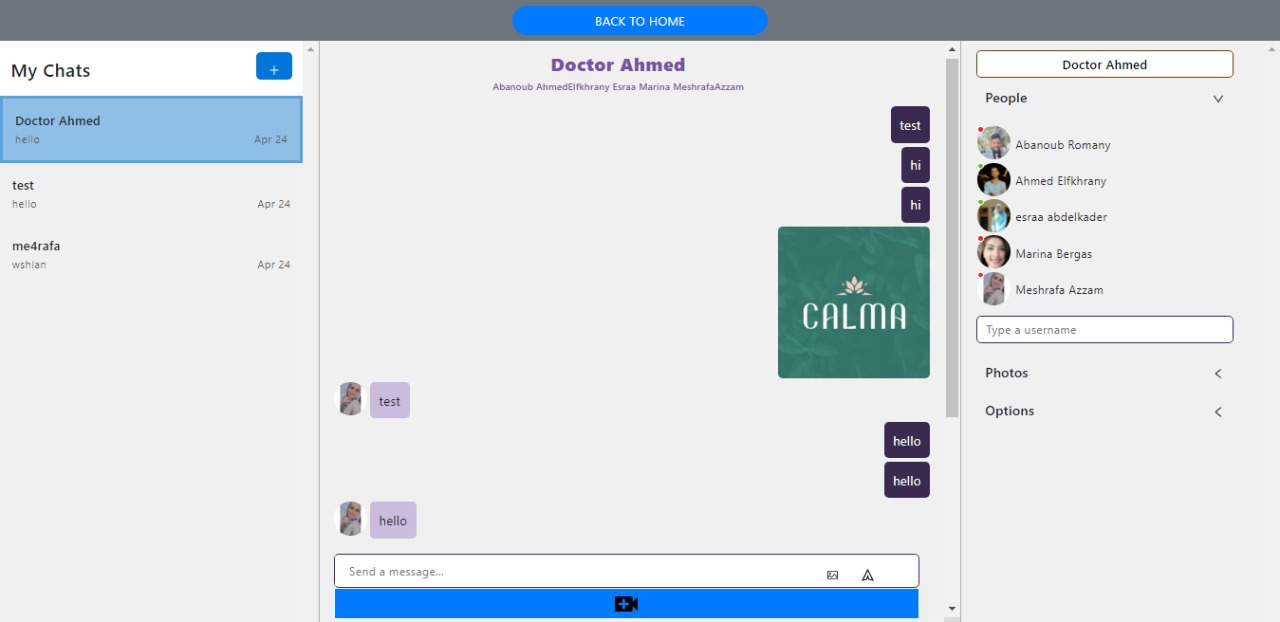 BACK TO HOME
My Chats
+
Doctor Ahmed
hello
Apr 24
test
hello
Apr 24
me4rafa
wshlan
Apr 24
Doctor Ahmed
Abanoub AhmedElfkhrany Esraa Marina MeshrafaAzzam
test
hi
hi
CALMA
test
hello
hello
hello
Send a message...
Doctor Ahmed
People
Abanoub Romany
Ahmed Elfkhrany
esraa abdelkader
Marina Bergas
Meshrafa Azzam
Type a username
Photos
Options